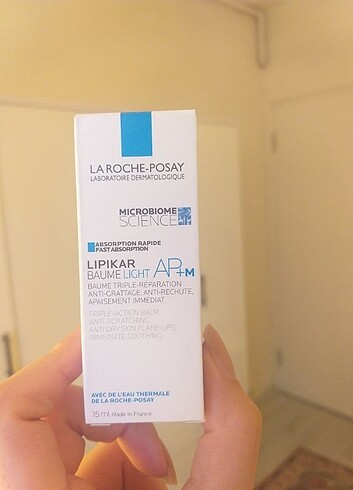 LA ROCHE-POSAY
LABORATOIRE DERMATOLOGIQUE
MICROBIOME
SCIENCE
ABSORPTION RAPIDE
FAST ABSORPTION
LIPIKAR
BAUME LIGHT AP+M
BAUME TRIPLE-RÉPARATION
ANTI-GRATTAGE, ANTI-RECHUTE,
APAISEMENT IMMÉDIAT
TRIPLE-ACTION BALM
ANTI-SCRATCHING
ANTI DRY SKIN FLARE-UPS,
IMMEDIATE SOOTHING
AVEC DE L'EAU THERMALE
DE LA ROCHE-POSAY
15 ml Made in France